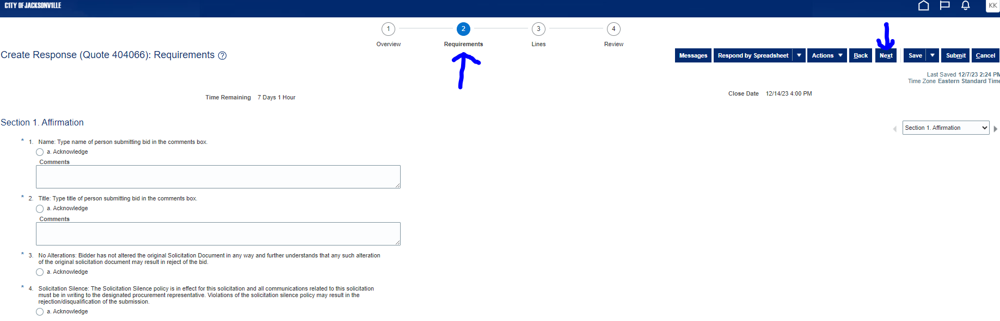 CITY OF JACKSONVILLE
KK
1 2 3 4
Overview Requirements Lines Review
Create Response (Quote 404066): Requirements ?
Messages Respond by Spreadsheet Actions Back Next Save Submit Cancel
Last Saved 12/7/23 2:24 PM
Time Zone Eastern Standard Time
Time Remaining 7 Days 1 Hour
Close Date 12/14/23 4:00 PM
Section 1. Affirmation
Section 1. Affirmation
* 1. Name: Type name of person submitting bid in the comments box.
a. Acknowledge
Comments
* 2. Title: Type title of person submitting bid in the comments box.
a. Acknowledge
Comments
* 3. No Alterations: Bidder has not altered the original Solicitation Document in any way and further understands that any such alteration
of the original solicitation document may result in reject of the bid.
a. Acknowledge
* 4. Solicitation Silence: The Solicitation Silence policy is in effect for this solicitation and all communications related to this solicitation
must be in writing to the designated procurement representative. Violations of the solicitation silence policy may result in the
rejection/disqualification of the submission.
a. Acknowledge